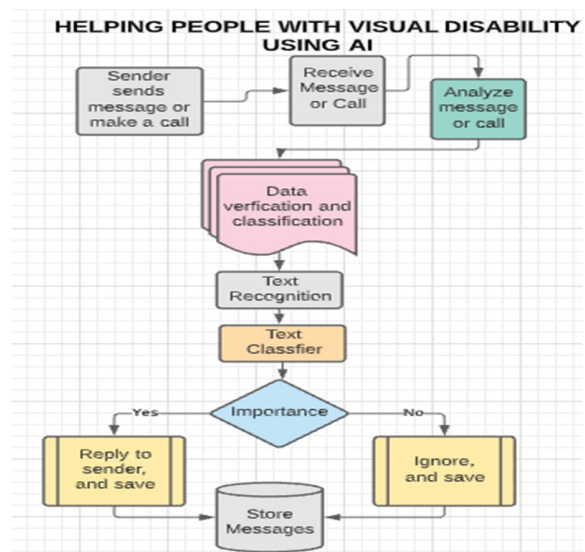 HELPING PEOPLE WITH VISUAL DISABILITY
USING AI
Sender
sends
message or
make a call
Receive
Message
or Call
Analyze
message
or call
Data
verfication and
classification
Text
Recognition
Text
Classfier
Importance
Yes
No
Reply to
sender,
and save
Ignore,
and save
Store
Messages